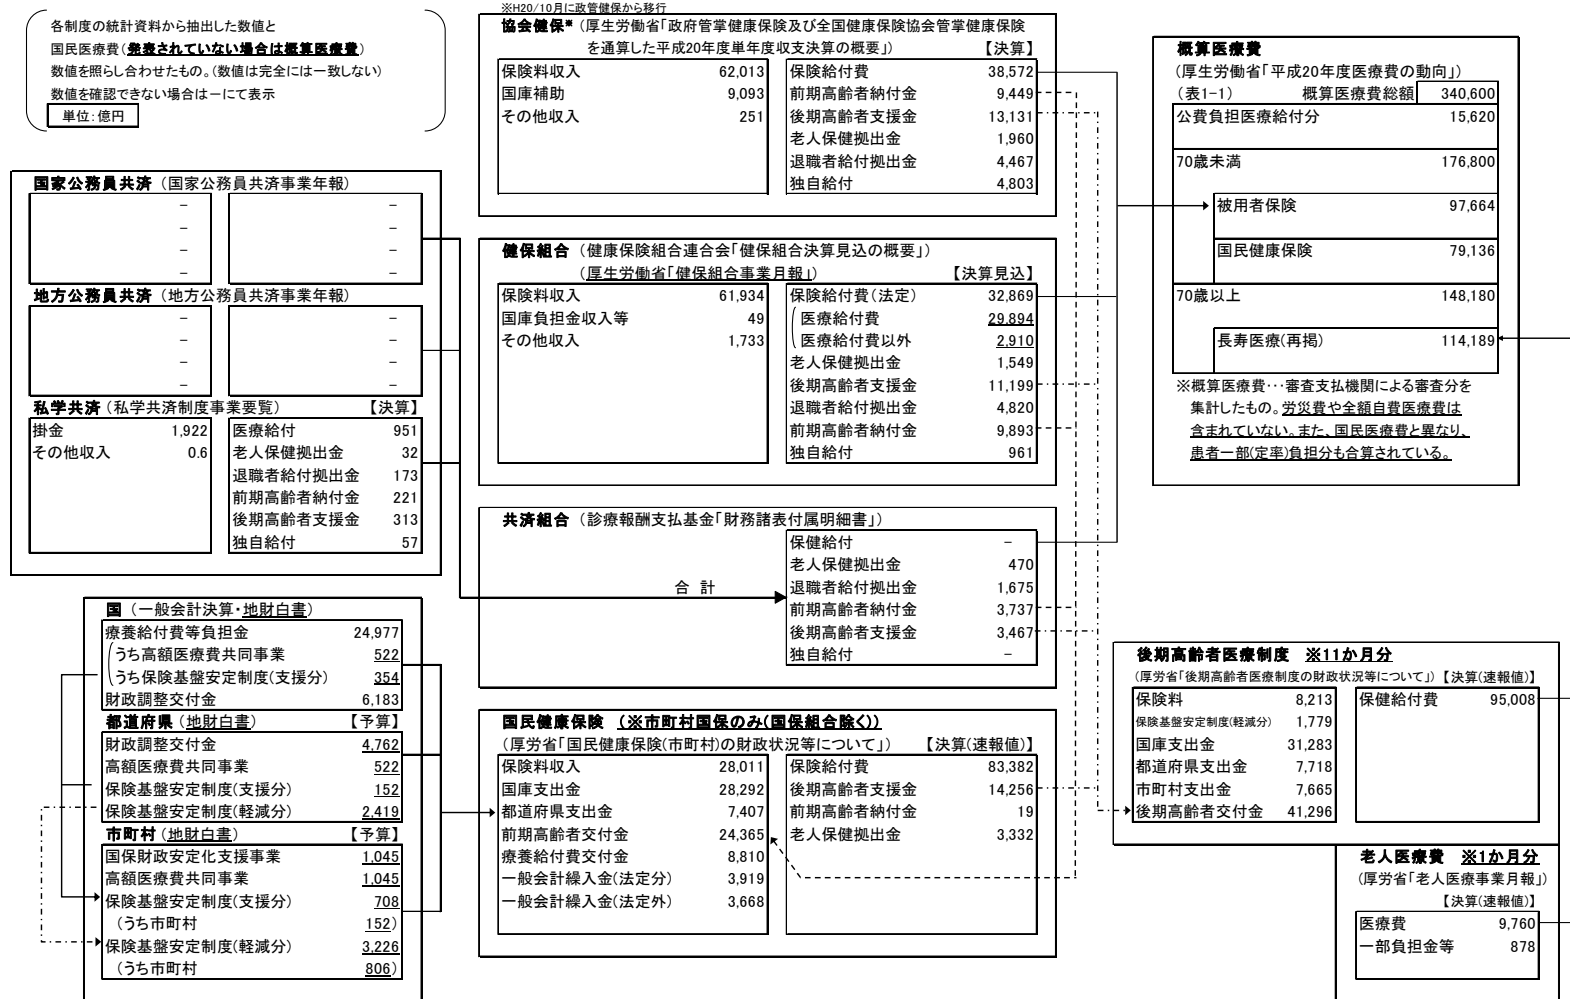 各制度の統計資料から抽出した数値と
国民医療費(発表されていない場合は概算医療費)
数値を照らし合わせたもの。(数値は完全には一致しない)
数値を確認できない場合は－にて表示
単位:億円
※H20/10月に政管健保から移行
協会健保* (厚生労働省「政府管掌健康保険及び全国健康保険協会管掌健康保険
を通算した平成20年度単年度収支決算の概要」) 【決算】
保険料収入 62,013
国庫補助 9,093
その他収入 251
保険給付費 38,572
前期高齢者納付金 9,449
後期高齢者支援金 13,131
老人保健拠出金 1,960
退職者給付拠出金 4,467
独自給付 4,803
概算医療費
(厚生労働省「平成20年度医療費の動向」)
(表1-1) 概算医療費総額 340,600
公費負担医療給付分 15,620
70歳未満 176,800
被用者保険 97,664
国民健康保険 79,136
70歳以上 148,180
長寿医療(再掲) 114,189
※概算医療費･･･審査支払機関による審査分を
集計したもの。労災費や全額自費医療費は
含まれていない。また、国民医療費と異なり、
患者一部(定率)負担分も合算されている。
国家公務員共済 (国家公務員共済事業年報)
－ －
－ －
－ －
－ －
地方公務員共済 (地方公務員共済事業年報)
－ －
－ －
－ －
－ －
私学共済 (私学共済制度事業要覧) 【決算】
掛金 1,922
その他収入 0.6
医療給付 951
老人保健拠出金 32
退職者給付拠出金 173
前期高齢者納付金 221
後期高齢者支援金 313
独自給付 57
健保組合 (健康保険組合連合会「健保組合決算見込の概要」)
(厚生労働省「健保組合事業月報」) 【決算見込】
保険料収入 61,934
国庫負担金収入等 49
その他収入 1,733
保険給付費(法定) 32,869
医療給付費 29,894
医療給付費以外 2,910
老人保健拠出金 1,549
後期高齢者支援金 11,199
退職者給付拠出金 4,820
前期高齢者納付金 9,893
独自給付 961
共済組合 (診療報酬支払基金「財務諸表付属明細書」)
合 計
保健給付 －
老人保健拠出金 470
退職者給付拠出金 1,675
前期高齢者納付金 3,737
後期高齢者支援金 3,467
独自給付 －
国 (一般会計決算・地財白書)
療養給付費等負担金 24,977
うち高額医療費共同事業 522
うち保険基盤安定制度(支援分) 354
財政調整交付金 6,183
都道府県 (地財白書) 【予算】
財政調整交付金 4,762
高額医療費共同事業 522
保険基盤安定制度(支援分) 152
保険基盤安定制度(軽減分) 2,419
市町村 (地財白書) 【予算】
国保財政安定化支援事業 1,045
高額医療費共同事業 1,045
保険基盤安定制度(支援分) 708
(うち市町村 152)
保険基盤安定制度(軽減分) 3,226
(うち市町村 806)
国民健康保険 (※市町村国保のみ(国保組合除く))
(厚労省「国民健康保険(市町村)の財政状況等について」) 【決算(速報値)】
保険料収入 28,011
国庫支出金 28,292
都道府県支出金 7,407
前期高齢者交付金 24,365
療養給付費交付金 8,810
一般会計繰入金(法定分) 3,919
一般会計繰入金(法定外) 3,668
保険給付費 83,382
後期高齢者支援金 14,256
前期高齢者納付金 19
老人保健拠出金 3,332
後期高齢者医療制度 ※11か月分
(厚労省「後期高齢者医療制度の財政状況等について」) 【決算(速報値)】
保険料 8,213
保険基盤安定制度(軽減分) 1,779
国庫支出金 31,283
都道府県支出金 7,718
市町村支出金 7,665
後期高齢者交付金 41,296
保健給付費 95,008
老人医療費 ※1か月分
(厚労省「老人医療事業月報」)
【決算(速報値)】
医療費 9,760
一部負担金等 878